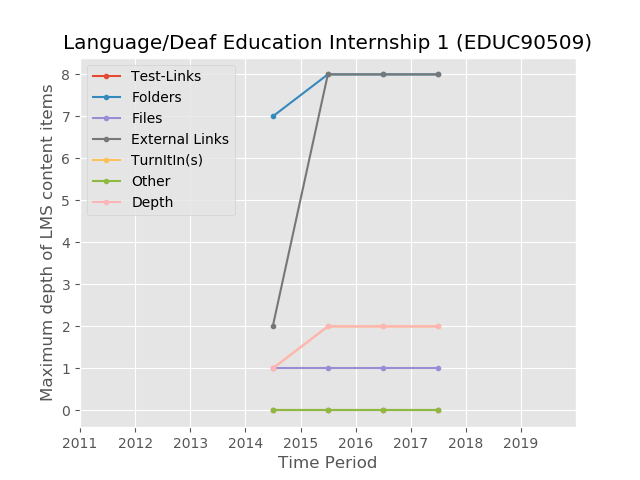 Language/Deaf Education Internship 1 (EDUC90509)
Maximum depth of LMS content items
8
7
6
5
4
3
2
1
0
Test-Links
Folders
Files
External Links
TurnItIn(s)
Other
Depth
2011 2012 2013 2014 2015 2016 2017 2018 2019
Time Period